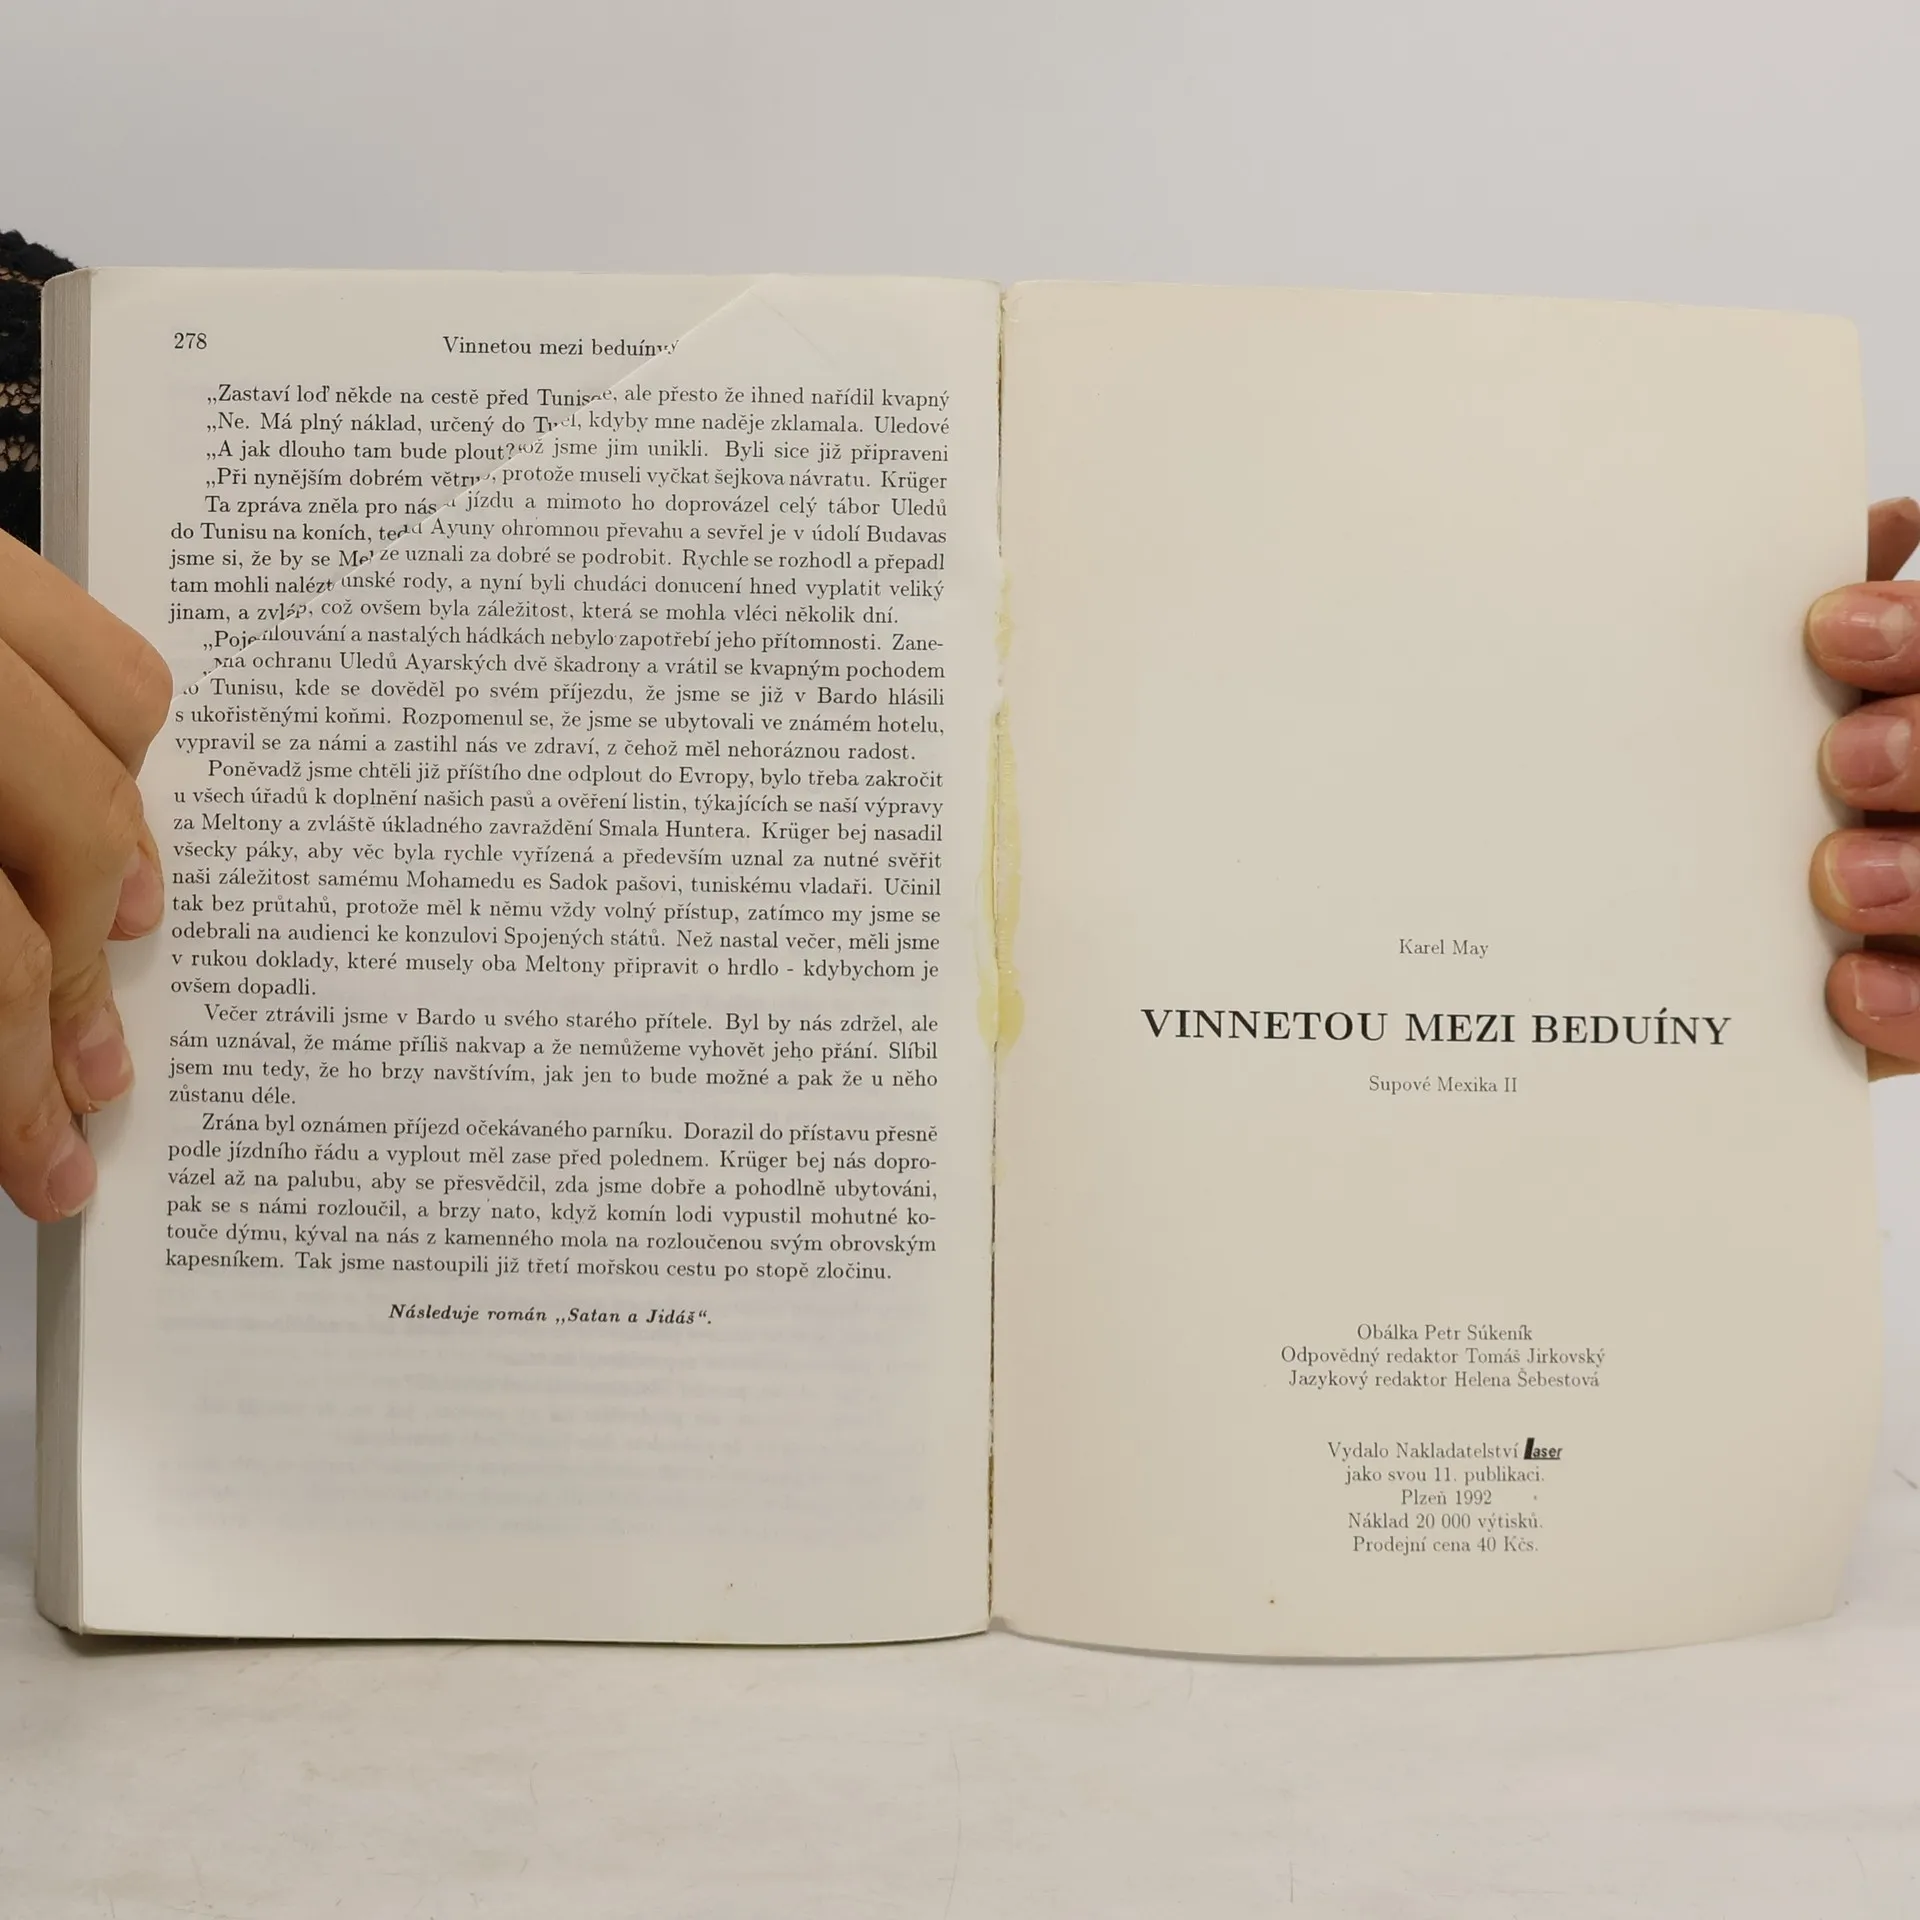 278
Vinnetou mezi beduíny
„Zastaví loď někde na cestě před ale přesto že ihned nařídil kvapný
„Ne. Má plný náklad, určený do kdyby mne naděje zklamala. Uledové
„A jak dlouho tam bude plout? jsme jim unikli. Byli sice již připraveni
„Při nynějším dobrém protože museli vyčkat šejkova návratu. Krüger
Ta zpráva zněla pro nás jízdu a mimoto ho doprovázel celý tábor Uledů
do Tunisu na koních, Ayuny ohromnou převahu a sevřel je v údolí Budavas
jsme si, že by se že uznali za dobré se podrobit. Rychle se rozhodl a přepadl
tam mohli nalézt rody, a nyní byli chudáci donucení hned vyplatit veliký
jinam, a což ovšem byla záležitost, která se mohla vléci několik dní.
a nastalých hádkách nebylo zapotřebí jeho přítomnosti. Zane-
ochranu Uledů Ayarských dvě škadrony a vrátil se kvapným pochodem
Tunisu, kde se dověděl po svém příjezdu, že jsme se již v Bardo hlásili
s ukořistěnými koňmi. Rozpomenul se, že jsme se ubytovali ve známém hotelu,
vypravil se za námi a zastihl nás ve zdraví, z čehož měl nehoráznou radost.
Poněvadž jsme chtěli již příštího dne odplout do Evropy, bylo třeba zakročit
u všech úřadů k doplnění našich pasů a ověření listin, týkajících se naší výpravy
za Meltony a zvláště úkladného zavraždění Smala Huntera. Krüger bej nasadil
všecky páky, aby věc byla rychle vyřízená a především uznal za nutné svěřit
naši záležitost samému Mohamedu es Sadok pašovi, tuniskému vladaři. Učinil
tak bez průtahů, protože měl k němu vždy volný přístup, zatímco my jsme se
odebrali na audienci ke konzulovi Spojených států. Než nastal večer, měli jsme
v rukou doklady, které musely oba Meltony připravit o hrdlo - kdybychom je
ovšem dopadli.
Večer ztrávili jsme v Bardo u svého starého přítele. Byl by nás zdržel, ale
sám uznával, že máme příliš nakvap a že nemůžeme vyhovět jeho přání. Slíbil
jsem mu tedy, že ho brzy navštívím, jak jen to bude možné a pak že u něho
zůstanu déle.
Zrána byl oznámen příjezd očekávaného parníku. Dorazil do přístavu přesně
podle jízdního řádu a vyplout měl zase před polednem. Krüger bej nás dopro-
vázel až na palubu, aby se přesvědčil, zda jsme dobře a pohodlně ubytováni,
pak se s námi rozloučil, a brzy nato, když komín lodi vypustil mohutné ko-
touče dýmu, kýval na nás z kamenného mola na rozloučenou svým obrovským
kapesníkem. Tak jsme nastoupili již třetí mořskou cestu po stopě zločinu.
Následuje román „Satan a Jidáš“.
Karel May
VINNETOU MEZI BEDUÍNY
Supové Mexika II
Obálka Petr Súkeník
Odpovědný redaktor Tomáš Jirkovský
Jazykový redaktor Helena Šebestová
Vydalo Nakladatelství Laser
jako svou 11. publikaci.
Plzeň 1992
Náklad 20 000 výtisků.
Prodejní cena 40 Kčs.